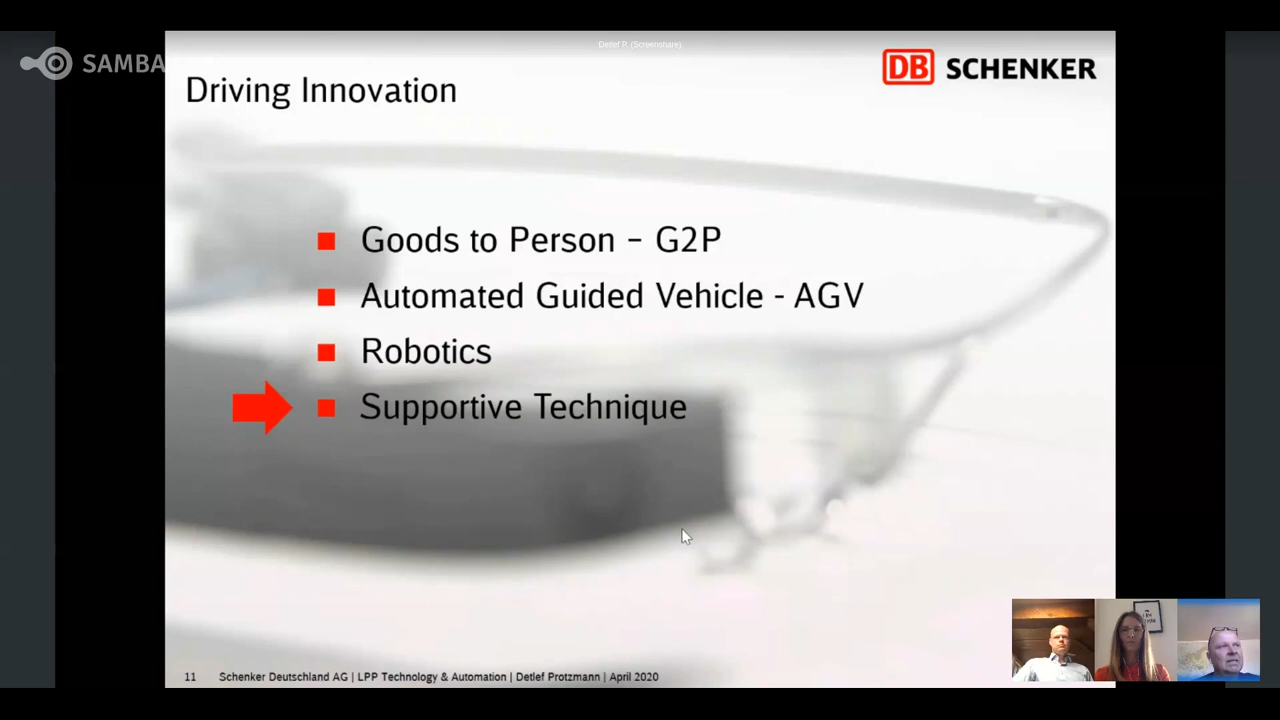 Detlef P. (Screenshare)
SAMBA
DB SCHENKER
Driving Innovation
Goods to Person – G2P
Automated Guided Vehicle - AGV
Robotics
Supportive Technique
11 Schenker Deutschland AG | LPP Technology & Automation | Detlef Protzmann | April 2020